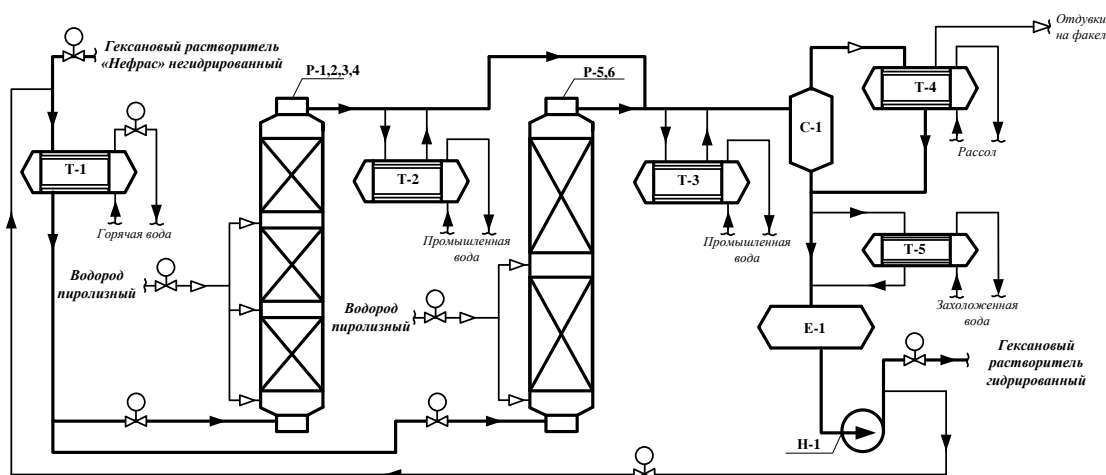 Гексановый растворитель
«Нефрас» негидрированный
Р-1,2,3,4
Р-5,6
Отдувки
на факел
Т-4
С-1
Рассол
Т-1
Т-2
Т-3
Горячая вода
Промышленная
вода
Промышленная
вода
Т-5
Водород
пиролизный
Водород
пиролизный
Захоложенная
вода
Е-1
Гексановый
растворитель
гидрированный
Н-1